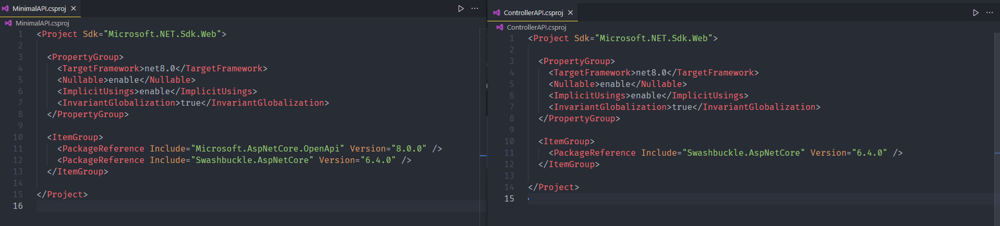 MinimalAPI.csproj
MinimalAPI.csproj
1 <Project Sdk="Microsoft.NET.Sdk.Web">
2
3   <PropertyGroup>
4     <TargetFramework>net8.0</TargetFramework>
5     <Nullable>enable</Nullable>
6     <ImplicitUsings>enable</ImplicitUsings>
7     <InvariantGlobalization>true</InvariantGlobalization>
8   </PropertyGroup>
9
10   <ItemGroup>
11     <PackageReference Include="Microsoft.AspNetCore.OpenApi" Version="8.0.0" />
12     <PackageReference Include="Swashbuckle.AspNetCore" Version="6.4.0" />
13   </ItemGroup>
14
15 </Project>
16
ControllerAPI.csproj
ControllerAPI.csproj
1 <Project Sdk="Microsoft.NET.Sdk.Web">
2
3   <PropertyGroup>
4     <TargetFramework>net8.0</TargetFramework>
5     <Nullable>enable</Nullable>
6     <ImplicitUsings>enable</ImplicitUsings>
7     <InvariantGlobalization>true</InvariantGlobalization>
8   </PropertyGroup>
9
10   <ItemGroup>
11     <PackageReference Include="Swashbuckle.AspNetCore" Version="6.4.0" />
12   </ItemGroup>
13
14 </Project>
15